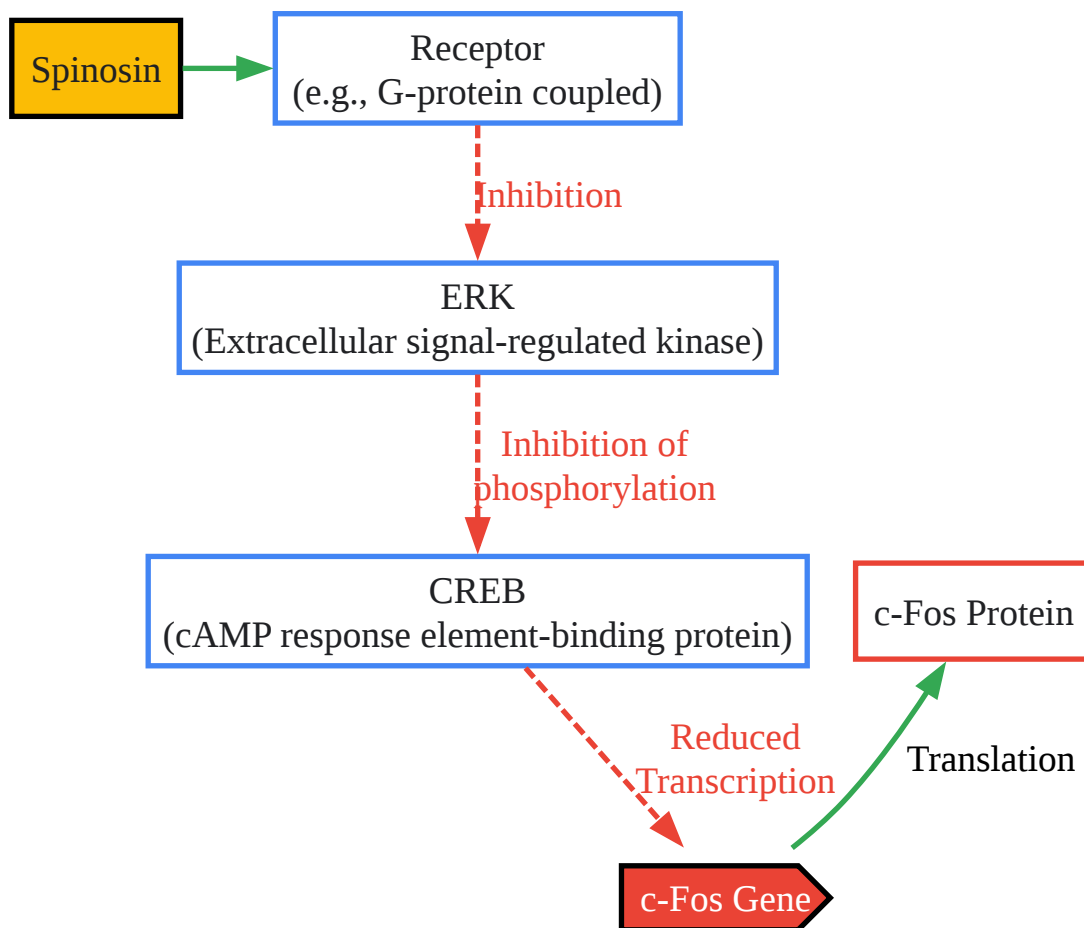 Spinosin
Receptor
(e.g., G-protein coupled)
Inhibition
ERK
(Extracellular signal-regulated kinase)
Inhibition of
phosphorylation
CREB
(cAMP response element-binding protein)
c-Fos Protein
Reduced
Transcription
Translation
c-Fos Gene